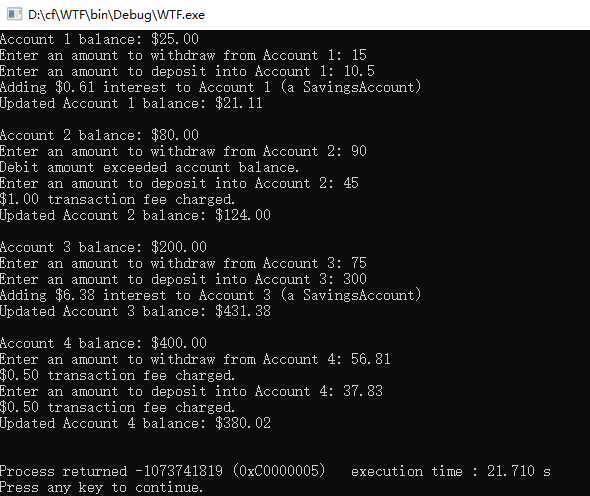 D:\cf\WTF\bin\Debug\WTF.exe
Account 1 balance: $25.00
Enter an amount to withdraw from Account 1: 15
Enter an amount to deposit into Account 1: 10.5
Adding $0.61 interest to Account 1 (a SavingsAccount)
Updated Account 1 balance: $21.11
Account 2 balance: $80.00
Enter an amount to withdraw from Account 2: 90
Debit amount exceeded account balance.
Enter an amount to deposit into Account 2: 45
$1.00 transaction fee charged.
Updated Account 2 balance: $124.00
Account 3 balance: $200.00
Enter an amount to withdraw from Account 3: 75
Enter an amount to deposit into Account 3: 300
Adding $6.38 interest to Account 3 (a SavingsAccount)
Updated Account 3 balance: $431.38
Account 4 balance: $400.00
Enter an amount to withdraw from Account 4: 56.81
$0.50 transaction fee charged.
Enter an amount to deposit into Account 4: 37.83
$0.50 transaction fee charged.
Updated Account 4 balance: $380.02
Process returned -1073741819 (0xC0000005)   execution time : 21.710 s
Press any key to continue.